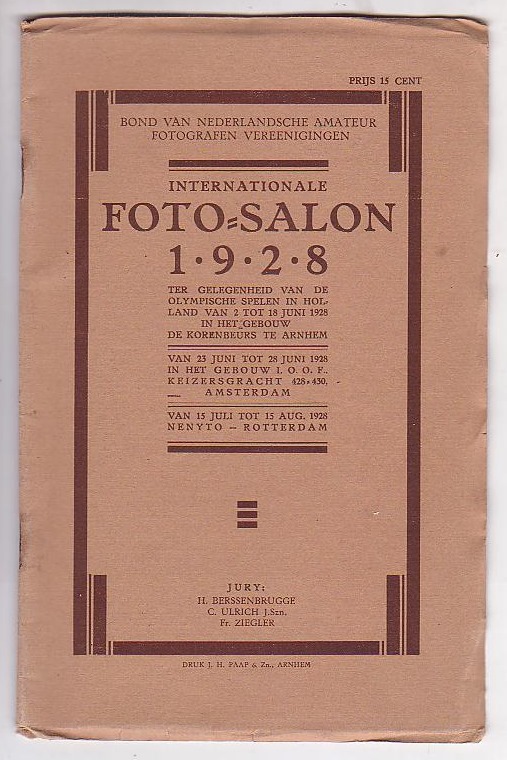 PRIJS 15 CENT
BOND VAN NEDERLANDSCHE AMATEUR
FOTOGRAFEN VEREENIGINGEN
INTERNATIONALE
FOTO=SALON
1·9·2·8
TER GELEGENHEID VAN DE
OLYMPISCHE SPELEN IN HOL-
LAND VAN 2 TOT 18 JUNI 1928
IN HET GEBOUW
DE KORENBEURS TE ARNHEM
VAN 23 JUNI TOT 28 JUNI 1928
IN HET GEBOUW I. O. O. F.,
KEIZERSGRACHT 428-430,
AMSTERDAM
VAN 15 JULI TOT 15 AUG. 1928
NENYTO — ROTTERDAM
JURY:
H. BERSSENBRUGGE
C. ULRICH J.Szn.
Fr. ZIEGLER
DRUK J. H. PAAP & Zn., ARNHEM